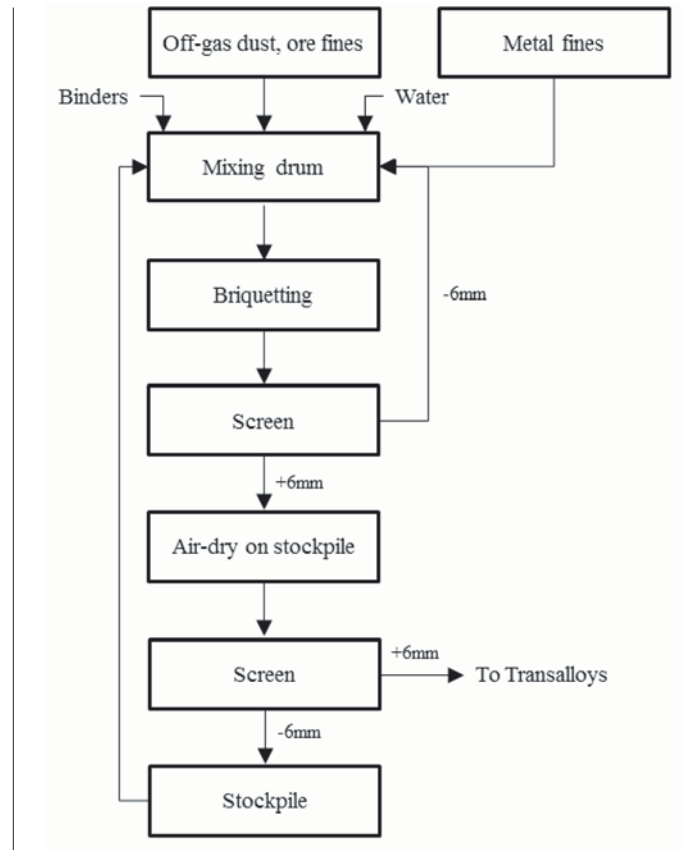 Off-gas dust, ore fines
Metal fines
Binders
Water
Mixing drum
Briquetting
-6mm
Screen
+6mm
Air-dry on stockpile
+6mm
Screen
To Transalloys
-6mm
Stockpile